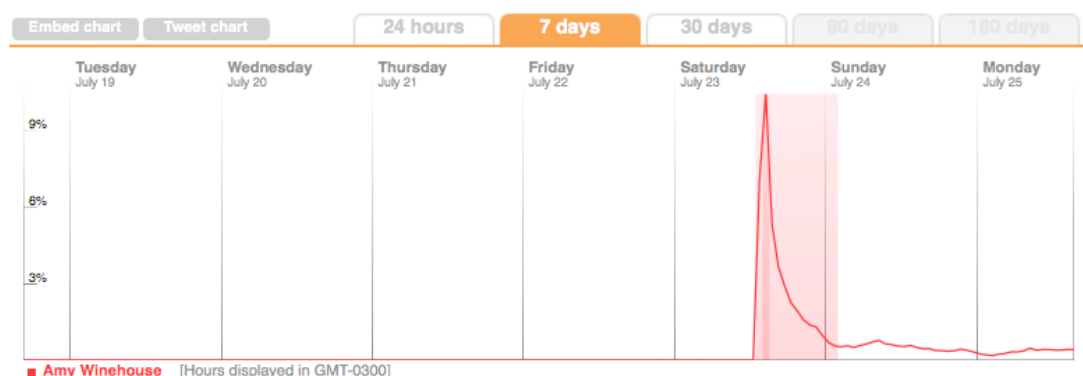 Embed chart Tweet chart 24 hours 7 days 30 days 90 days 180 days
Tuesday Wednesday Thursday Friday Saturday Sunday Monday
July 19 July 20 July 21 July 22 July 23 July 24 July 25
9%
6%
3%
Amy Winehouse [Hours displayed in GMT-0300]